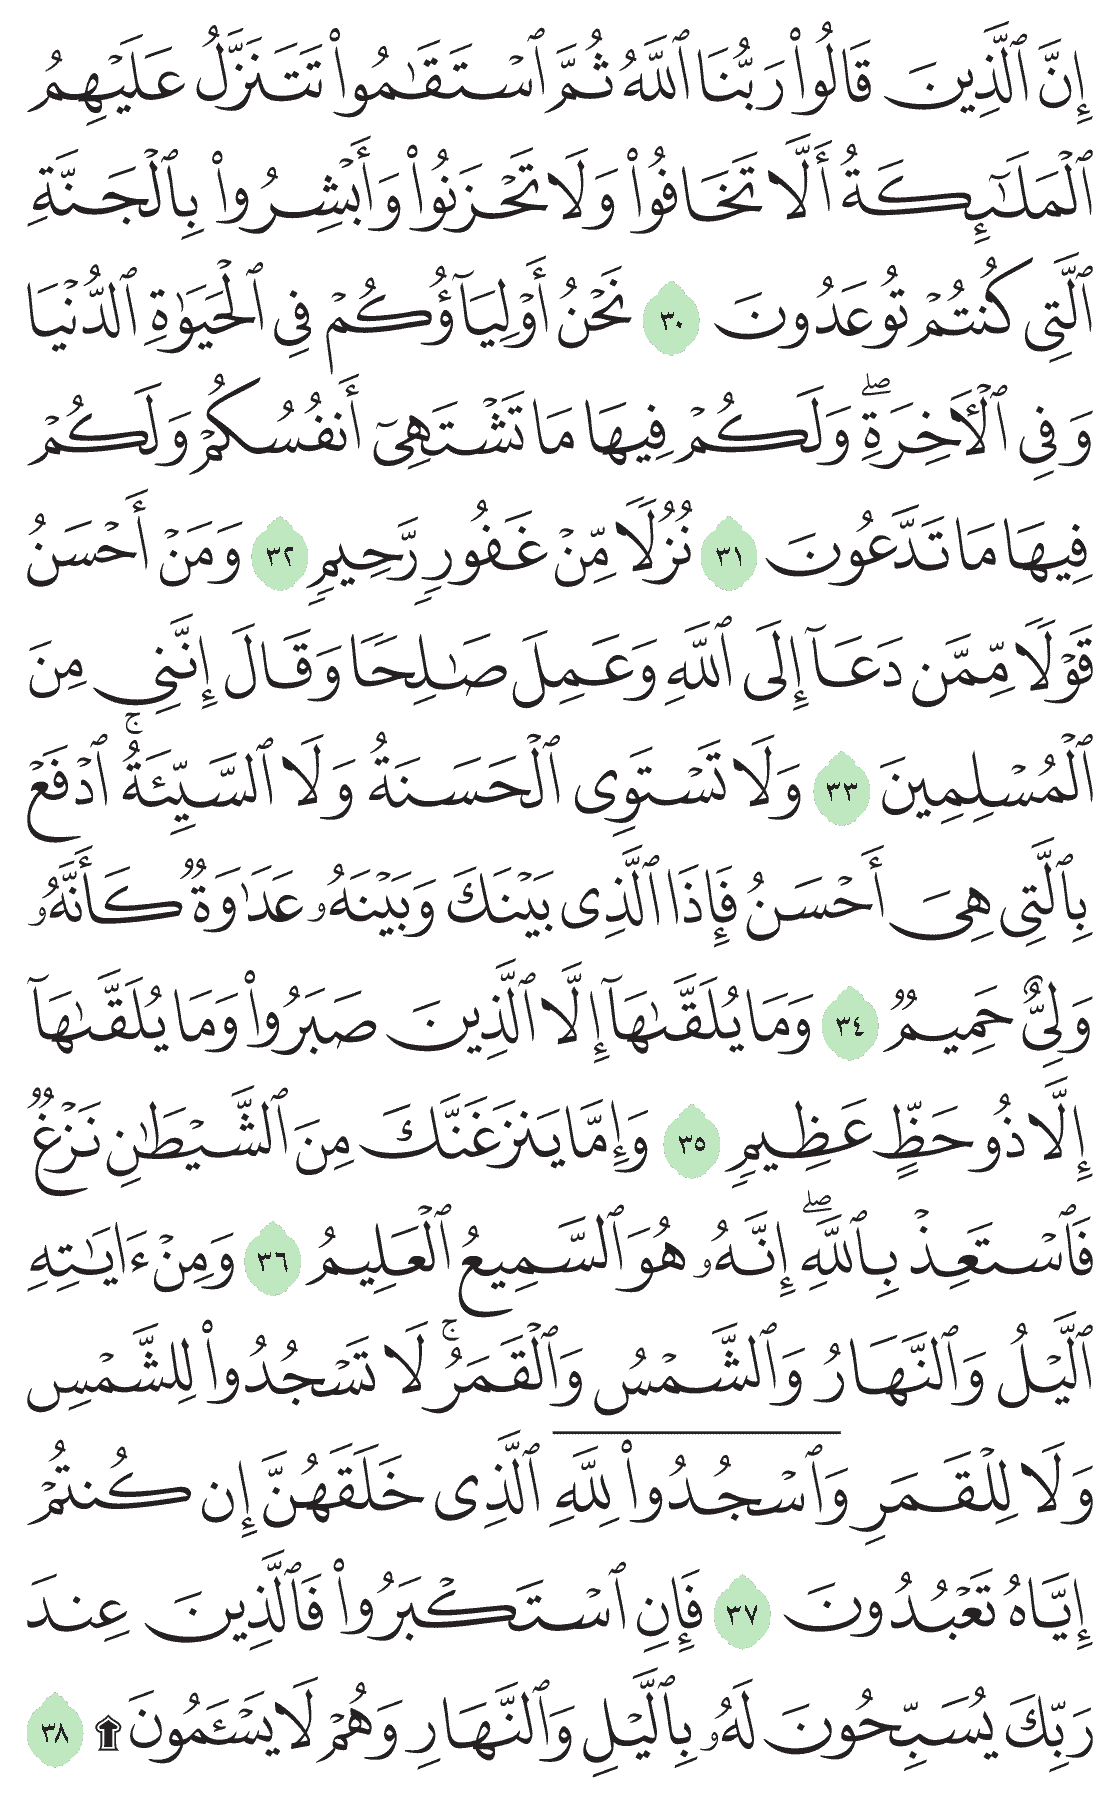 إِنَّ ٱلَّذِينَ قَالُوا۟ رَبُّنَا ٱللَّهُ ثُمَّ ٱسْتَقَـٰمُوا۟ تَتَنَزَّلُ عَلَيْهِمُ
ٱلْمَلَـٰٓئِكَةُ أَلَّا تَخَافُوا۟ وَلَا تَحْزَنُوا۟ وَأَبْشِرُوا۟ بِٱلْجَنَّةِ
ٱلَّتِى كُنتُمْ تُوعَدُونَ ٣٠ نَحْنُ أَوْلِيَآؤُكُمْ فِى ٱلْحَيَوٰةِ ٱلدُّنْيَا
وَفِى ٱلْـَٔاخِرَةِ ۖ وَلَكُمْ فِيهَا مَا تَشْتَهِىٓ أَنفُسُكُمْ وَلَكُمْ
فِيهَا مَا تَدَّعُونَ ٣١ نُزُلًا مِّنْ غَفُورٍ رَّحِيمٍ ٣٢ وَمَنْ أَحْسَنُ
قَوْلًا مِّمَّن دَعَآ إِلَى ٱللَّهِ وَعَمِلَ صَـٰلِحًا وَقَالَ إِنَّنِى مِنَ
ٱلْمُسْلِمِينَ ٣٣ وَلَا تَسْتَوِى ٱلْحَسَنَةُ وَلَا ٱلسَّيِّئَةُ ۚ ٱدْفَعْ
بِٱلَّتِى هِىَ أَحْسَنُ فَإِذَا ٱلَّذِى بَيْنَكَ وَبَيْنَهُۥ عَدَٰوَةٌ كَأَنَّهُۥ
وَلِىٌّ حَمِيمٌ ٣٤ وَمَا يُلَقَّىٰهَآ إِلَّا ٱلَّذِينَ صَبَرُوا۟ وَمَا يُلَقَّىٰهَآ
إِلَّا ذُو حَظٍّ عَظِيمٍ ٣٥ وَإِمَّا يَنزَغَنَّكَ مِنَ ٱلشَّيْطَـٰنِ نَزْغٌ
فَٱسْتَعِذْ بِٱللَّهِ ۖ إِنَّهُۥ هُوَ ٱلسَّمِيعُ ٱلْعَلِيمُ ٣٦ وَمِنْ ءَايَـٰتِهِ
ٱلَّيْلُ وَٱلنَّهَارُ وَٱلشَّمْسُ وَٱلْقَمَرُ ۚ لَا تَسْجُدُوا۟ لِلشَّمْسِ
وَلَا لِلْقَمَرِ وَٱسْجُدُوا۟ لِلَّهِ ٱلَّذِى خَلَقَهُنَّ إِن كُنتُمْ
إِيَّاهُ تَعْبُدُونَ ٣٧ فَإِنِ ٱسْتَكْبَرُوا۟ فَٱلَّذِينَ عِندَ
رَبِّكَ يُسَبِّحُونَ لَهُۥ بِٱلَّيْلِ وَٱلنَّهَارِ وَهُمْ لَا يَسْـَٔمُونَ ۩ ٣٨